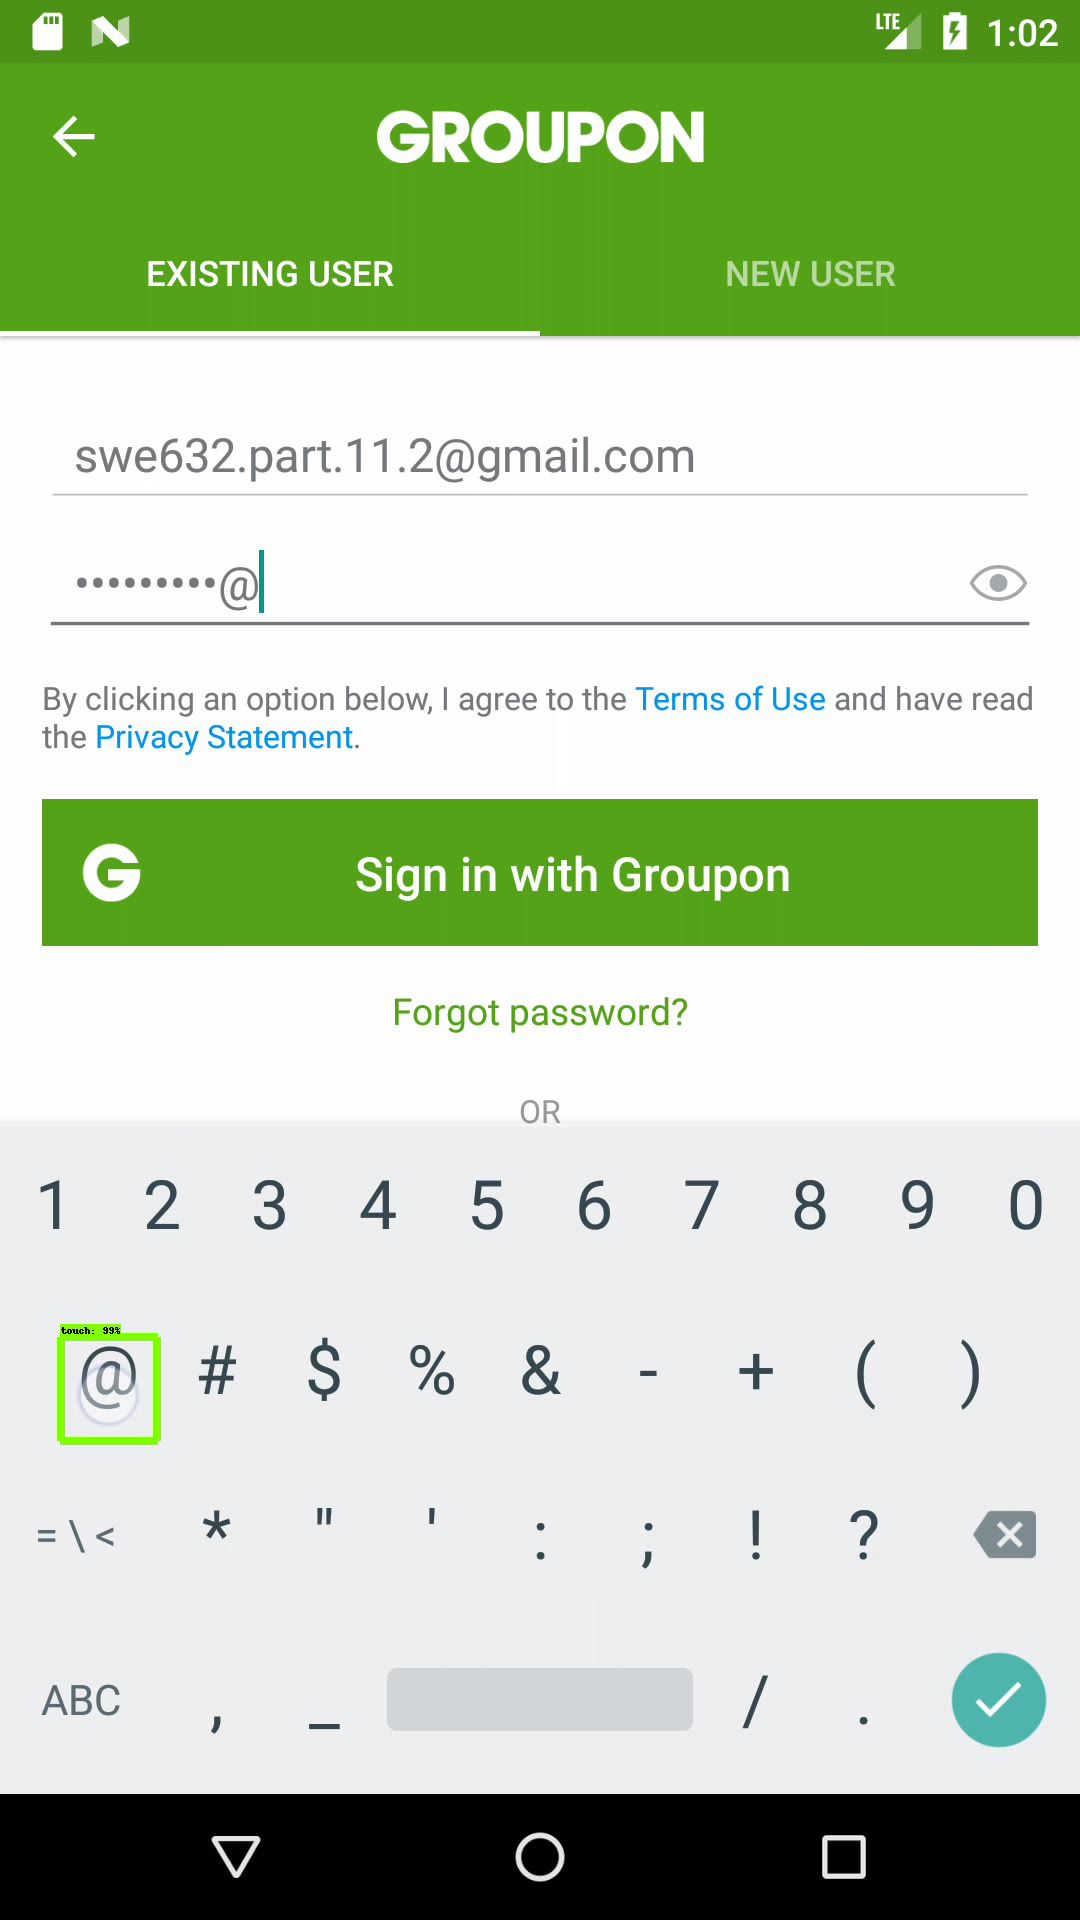 LTE 1:02
GROUPON
EXISTING USER NEW USER
swe632.part.11.2@gmail.com
•••••••••@
By clicking an option below, I agree to the Terms of Use and have read
the Privacy Statement.
G Sign in with Groupon
Forgot password?
OR
1 2 3 4 5 6 7 8 9 0
touch: 99%
@ # $ % & - + ( )
= \ < * " ' : ; ! ?
ABC , _ / .